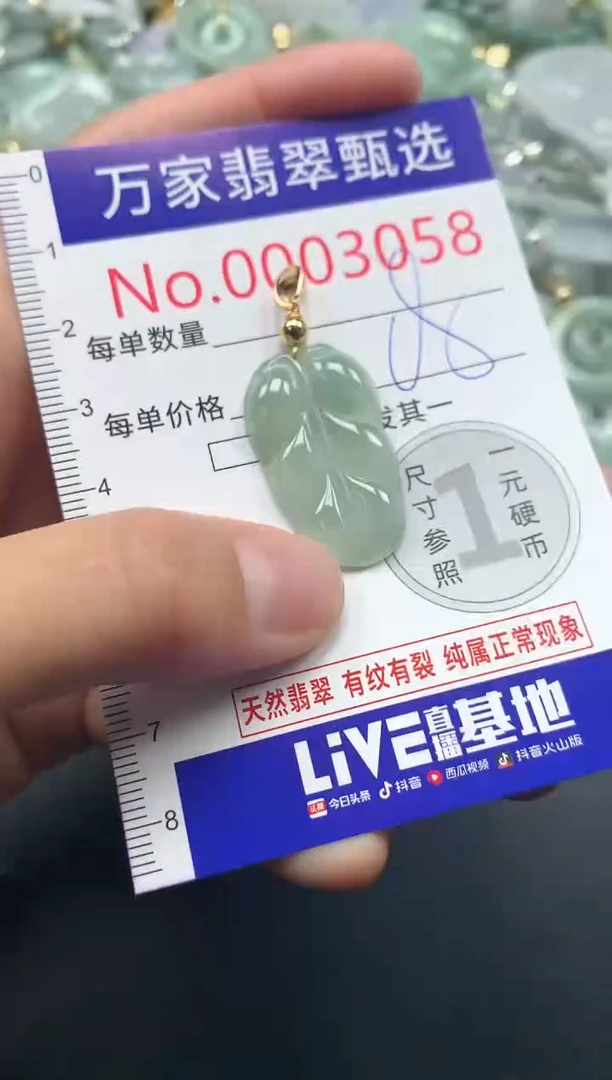 万家翡翠甄选
No.0003058
每单数量
每单价格
发其一
尺寸参照
1
一元硬币
天然翡翠 有纹有裂 纯属正常现象
LiVE直播基地
头条 今日头条 抖音 西瓜视频 抖音火山版
0
1
2
3
4
7
8